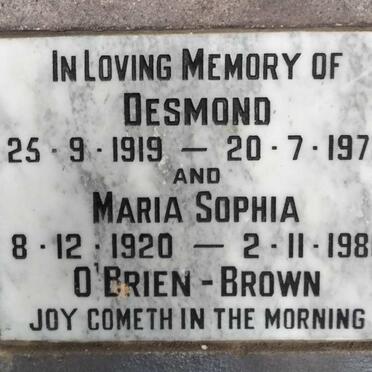 IN LOVING MEMORY OF
DESMOND
25·9·1919 — 20·7·197
AND
MARIA SOPHIA
8·12·1920 — 2·11·198
O'BRIEN-BROWN
JOY COMETH IN THE MORNING